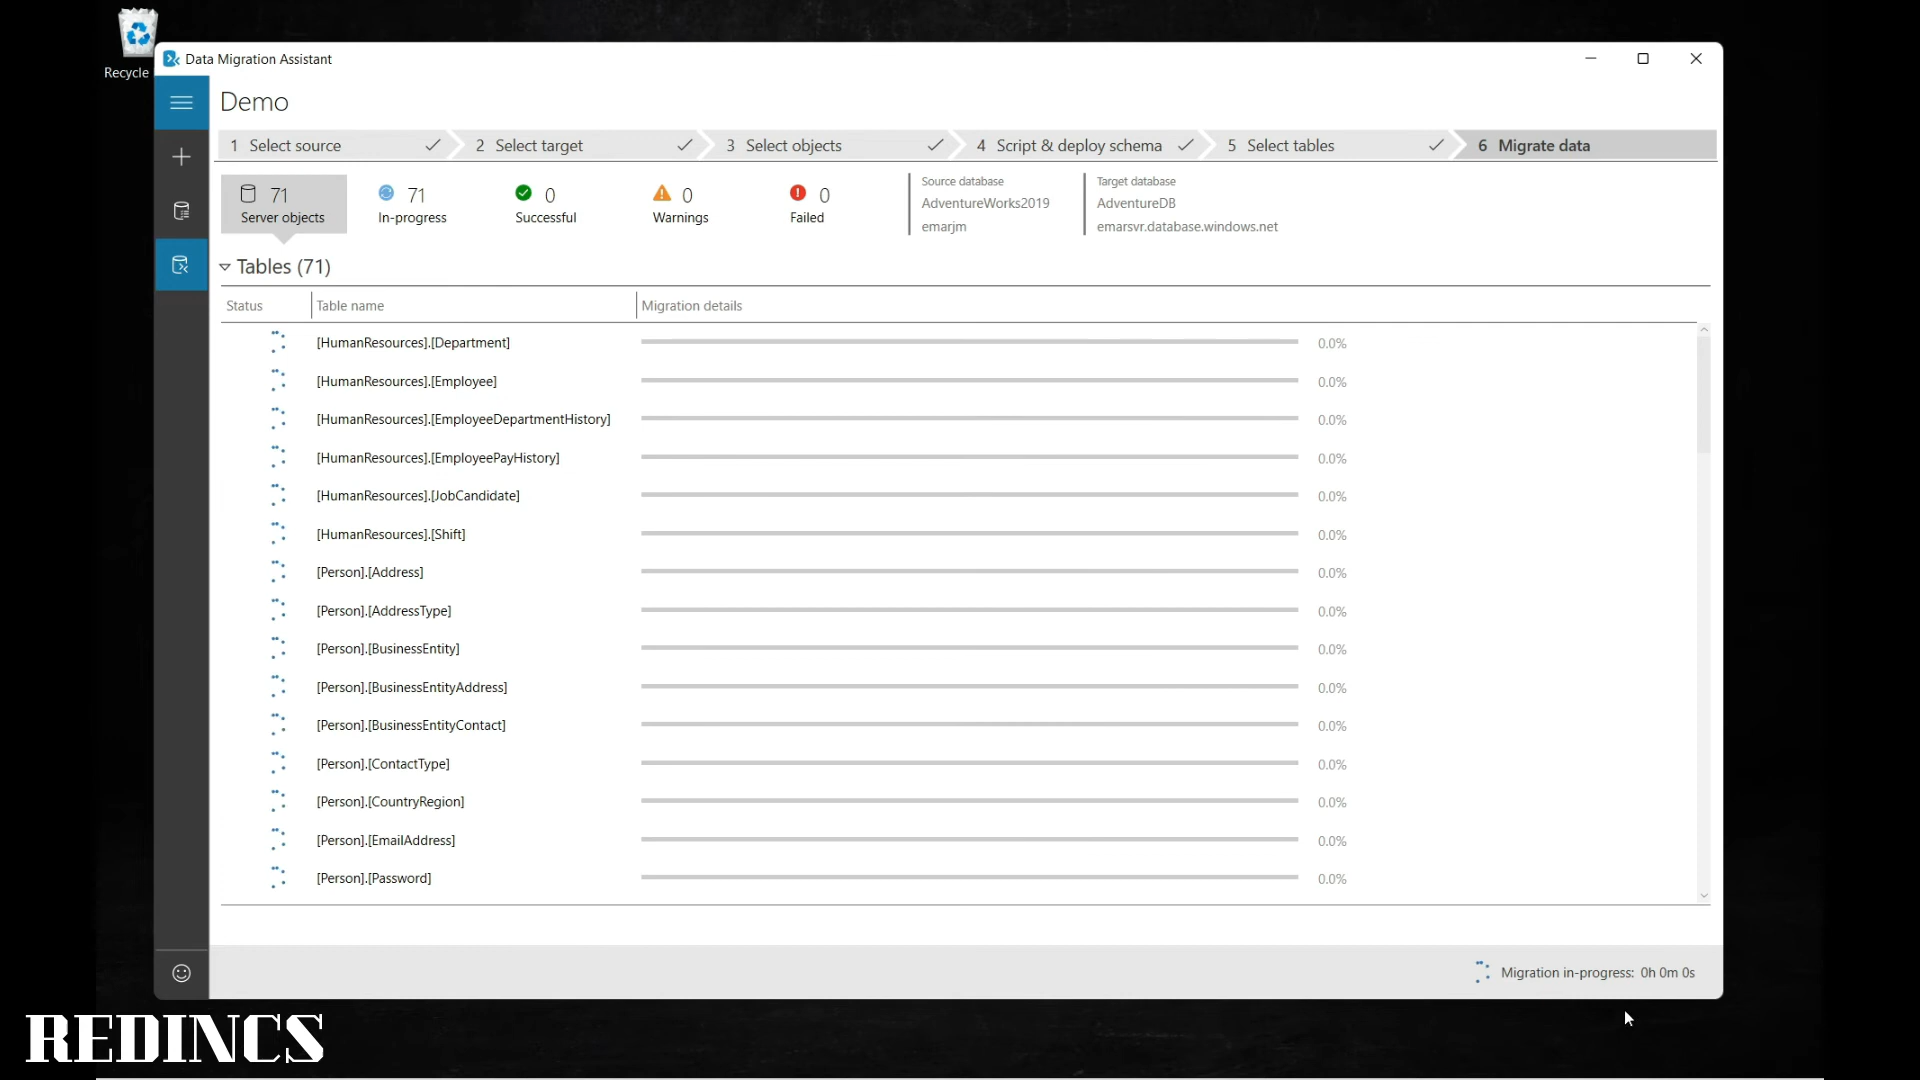 Recycle
Data Migration Assistant
Demo
1 Select source
2 Select target
3 Select objects
4 Script & deploy schema
5 Select tables
6 Migrate data
71
Server objects
71
In-progress
0
Successful
0
Warnings
0
Failed
Source database
AdventureWorks2019
emarjm
Target database
AdventureDB
emarsvr.database.windows.net
Tables (71)
Status Table name Migration details
[HumanResources].[Department] 0.0%
[HumanResources].[Employee] 0.0%
[HumanResources].[EmployeeDepartmentHistory] 0.0%
[HumanResources].[EmployeePayHistory] 0.0%
[HumanResources].[JobCandidate] 0.0%
[HumanResources].[Shift] 0.0%
[Person].[Address] 0.0%
[Person].[AddressType] 0.0%
[Person].[BusinessEntity] 0.0%
[Person].[BusinessEntityAddress] 0.0%
[Person].[BusinessEntityContact] 0.0%
[Person].[ContactType] 0.0%
[Person].[CountryRegion] 0.0%
[Person].[EmailAddress] 0.0%
[Person].[Password] 0.0%
Migration in-progress: 0h 0m 0s
REDINCS